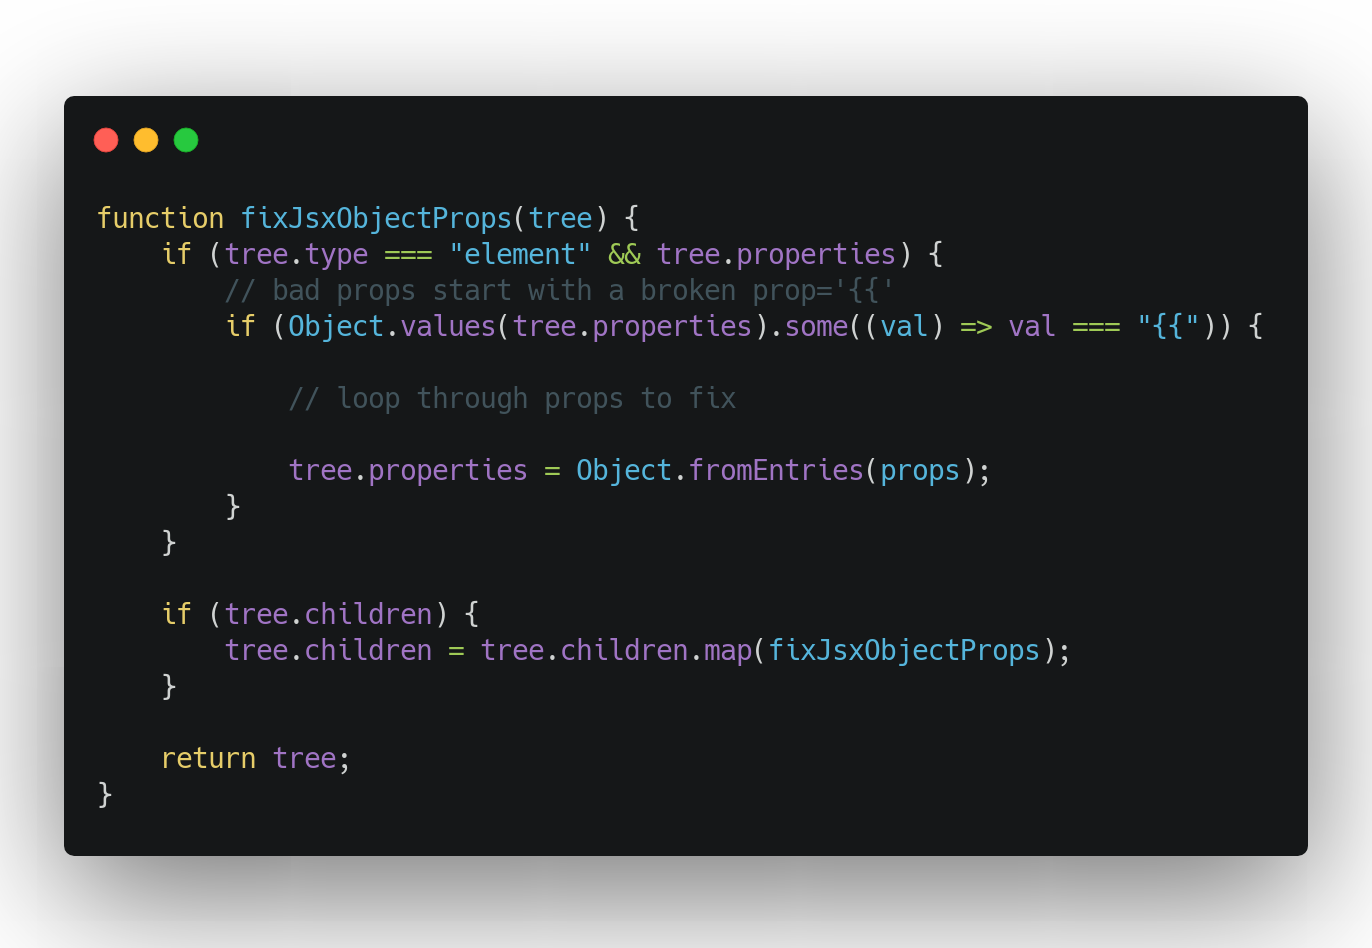 function fixJsxObjectProps(tree) {
    if (tree.type === "element" && tree.properties) {
        // bad props start with a broken prop='{{'
        if (Object.values(tree.properties).some((val) => val === "{{")) {
            // loop through props to fix
            tree.properties = Object.fromEntries(props);
        }
    }
    if (tree.children) {
        tree.children = tree.children.map(fixJsxObjectProps);
    }
    return tree;
}